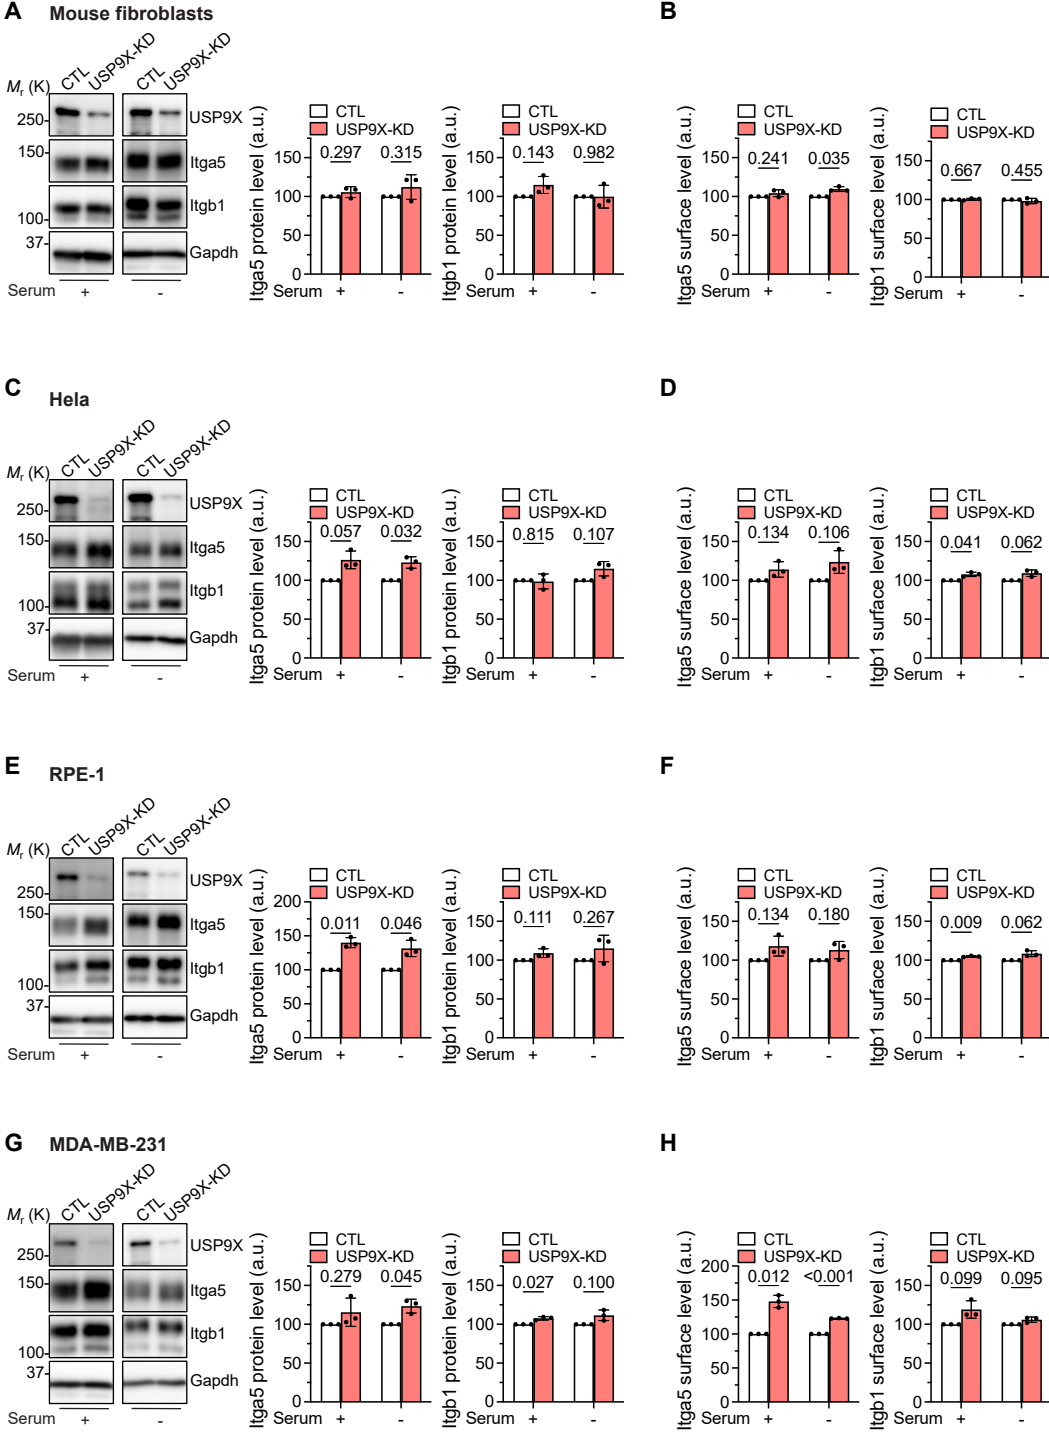 A
Mouse fibroblasts
Mr (K)
CTL
USP9X-KD
CTL
USP9X-KD
250
USP9X
150
Itga5
100
Itgb1
37
Gapdh
Serum + -
Itga5 protein level (a.u.)
CTL
USP9X-KD
150
100
50
0
0.297 0.315
Serum + -
Itgb1 protein level (a.u.)
CTL
USP9X-KD
150
100
50
0
0.143 0.982
+ -
B
Itga5 surface level (a.u.)
CTL
USP9X-KD
150
100
50
0
0.241 0.035
Serum + -
Itgb1 surface level (a.u.)
CTL
USP9X-KD
150
100
50
0
0.667 0.455
Serum + -
C
Hela
Mr (K)
CTL
USP9X-KD
CTL
USP9X-KD
250
USP9X
150
Itga5
100
Itgb1
37
Gapdh
Serum + -
Itga5 protein level (a.u.)
CTL
USP9X-KD
150
100
50
0
0.057 0.032
Serum + -
Itgb1 protein level (a.u.)
CTL
USP9X-KD
150
100
50
0
0.815 0.107
+ -
D
Itga5 surface level (a.u.)
CTL
USP9X-KD
150
100
50
0
0.134 0.106
Serum + -
Itgb1 surface level (a.u.)
CTL
USP9X-KD
150
100
50
0
0.041 0.062
+ -
E
RPE-1
Mr (K)
CTL
USP9X-KD
CTL
USP9X-KD
250
USP9X
150
Itga5
100
Itgb1
37
Gapdh
Serum + -
Itga5 protein level (a.u.)
CTL
USP9X-KD
200
150
100
50
0
0.011 0.046
Serum + -
Itgb1 protein level (a.u.)
CTL
USP9X-KD
150
100
50
0
0.111 0.267
+ -
F
Itga5 surface level (a.u.)
CTL
USP9X-KD
150
100
50
0
0.134 0.180
Serum + -
Itgb1 surface level (a.u.)
CTL
USP9X-KD
150
100
50
0
0.009 0.062
+ -
G
MDA-MB-231
Mr (K)
CTL
USP9X-KD
CTL
USP9X-KD
250
USP9X
150
Itga5
100
Itgb1
37
Gapdh
Serum + -
Itga5 protein level (a.u.)
CTL
USP9X-KD
150
100
50
0
0.279 0.045
Serum + -
Itgb1 protein level (a.u.)
CTL
USP9X-KD
150
100
50
0
0.027 0.100
+ -
H
Itga5 surface level (a.u.)
CTL
USP9X-KD
200
150
100
50
0
0.012 <0.001
Serum + -
Itgb1 surface level (a.u.)
CTL
USP9X-KD
150
100
50
0
0.099 0.095
+ -